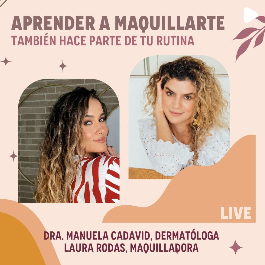 APRENDER A MAQUILLARTE
TAMBIÉN HACE PARTE DE TU RUTINA
LIVE
DRA. MANUELA CADAVID, DERMATÓLOGA
LAURA RODAS, MAQUILLADORA